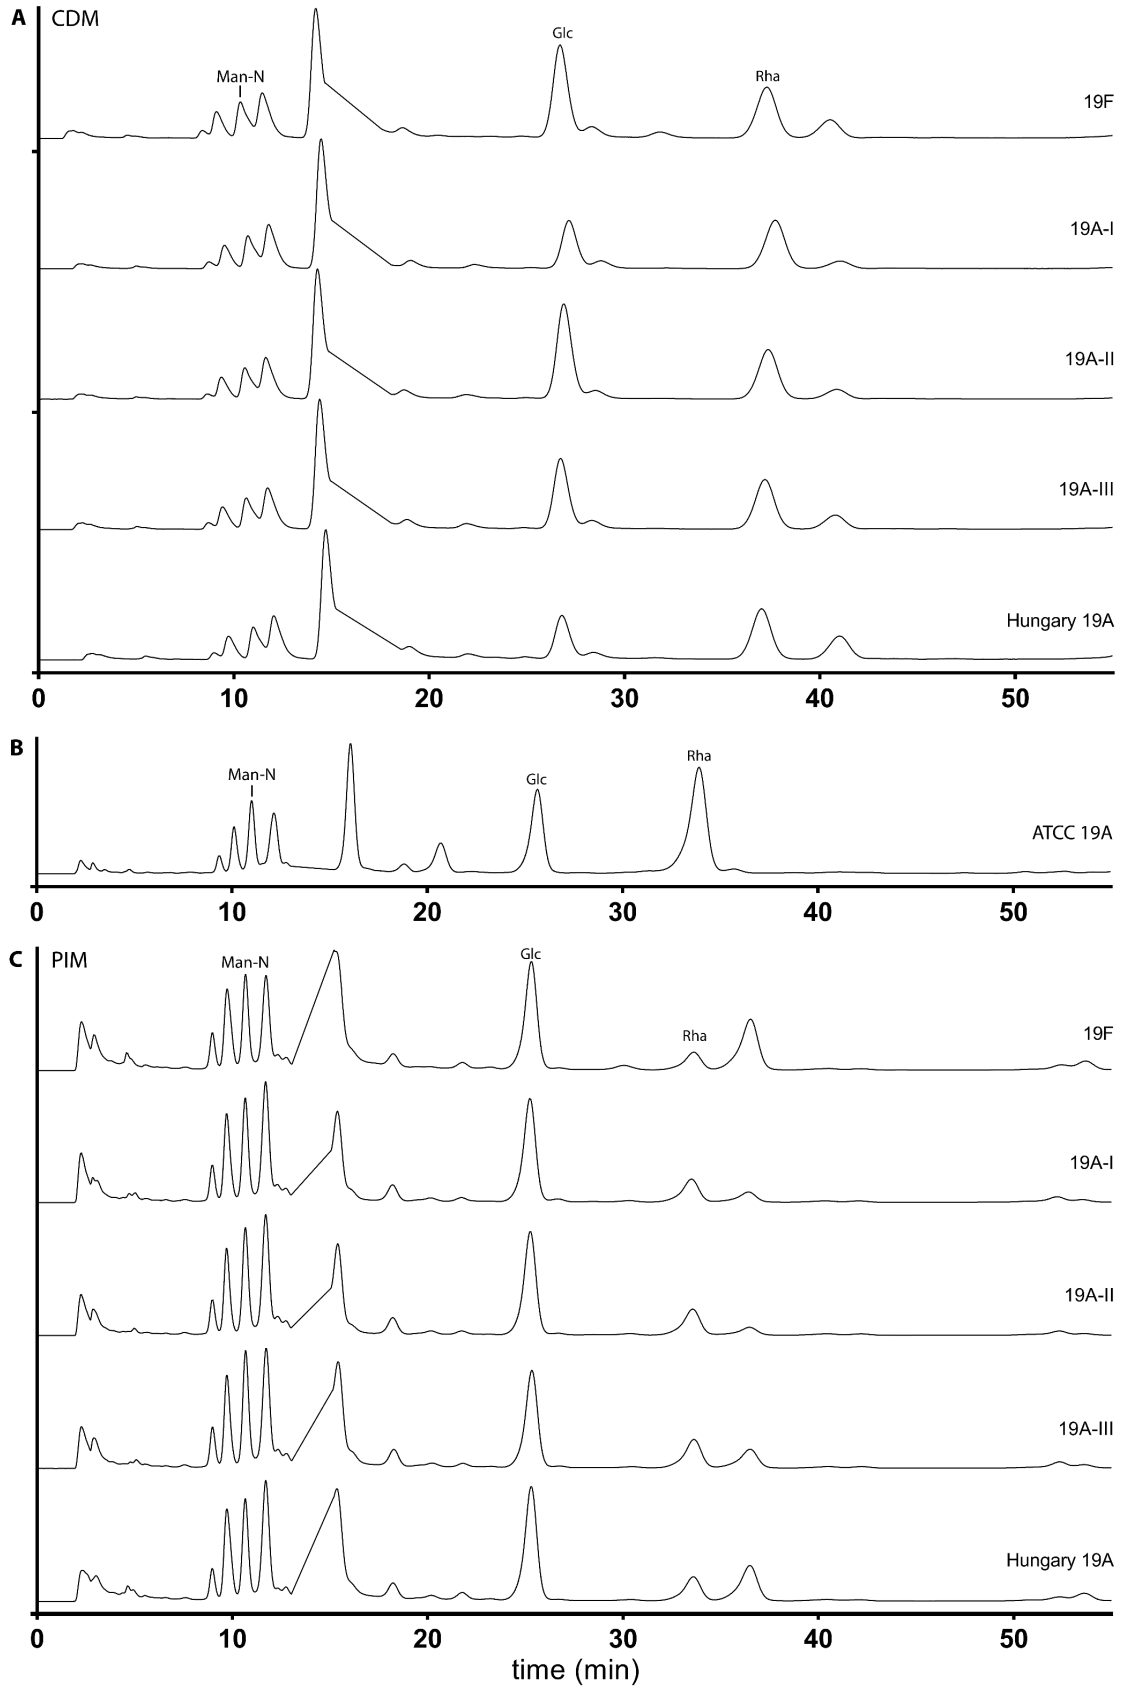 A CDM
Glc
Man-N
Rha
19F
19A-I
19A-II
19A-III
Hungary 19A
0 10 20 30 40 50
B
Man-N
Glc
Rha
ATCC 19A
0 10 20 30 40 50
C PIM
Glc
Man-N
Rha
19F
19A-I
19A-II
19A-III
Hungary 19A
0 10 20 30 40 50
time (min)